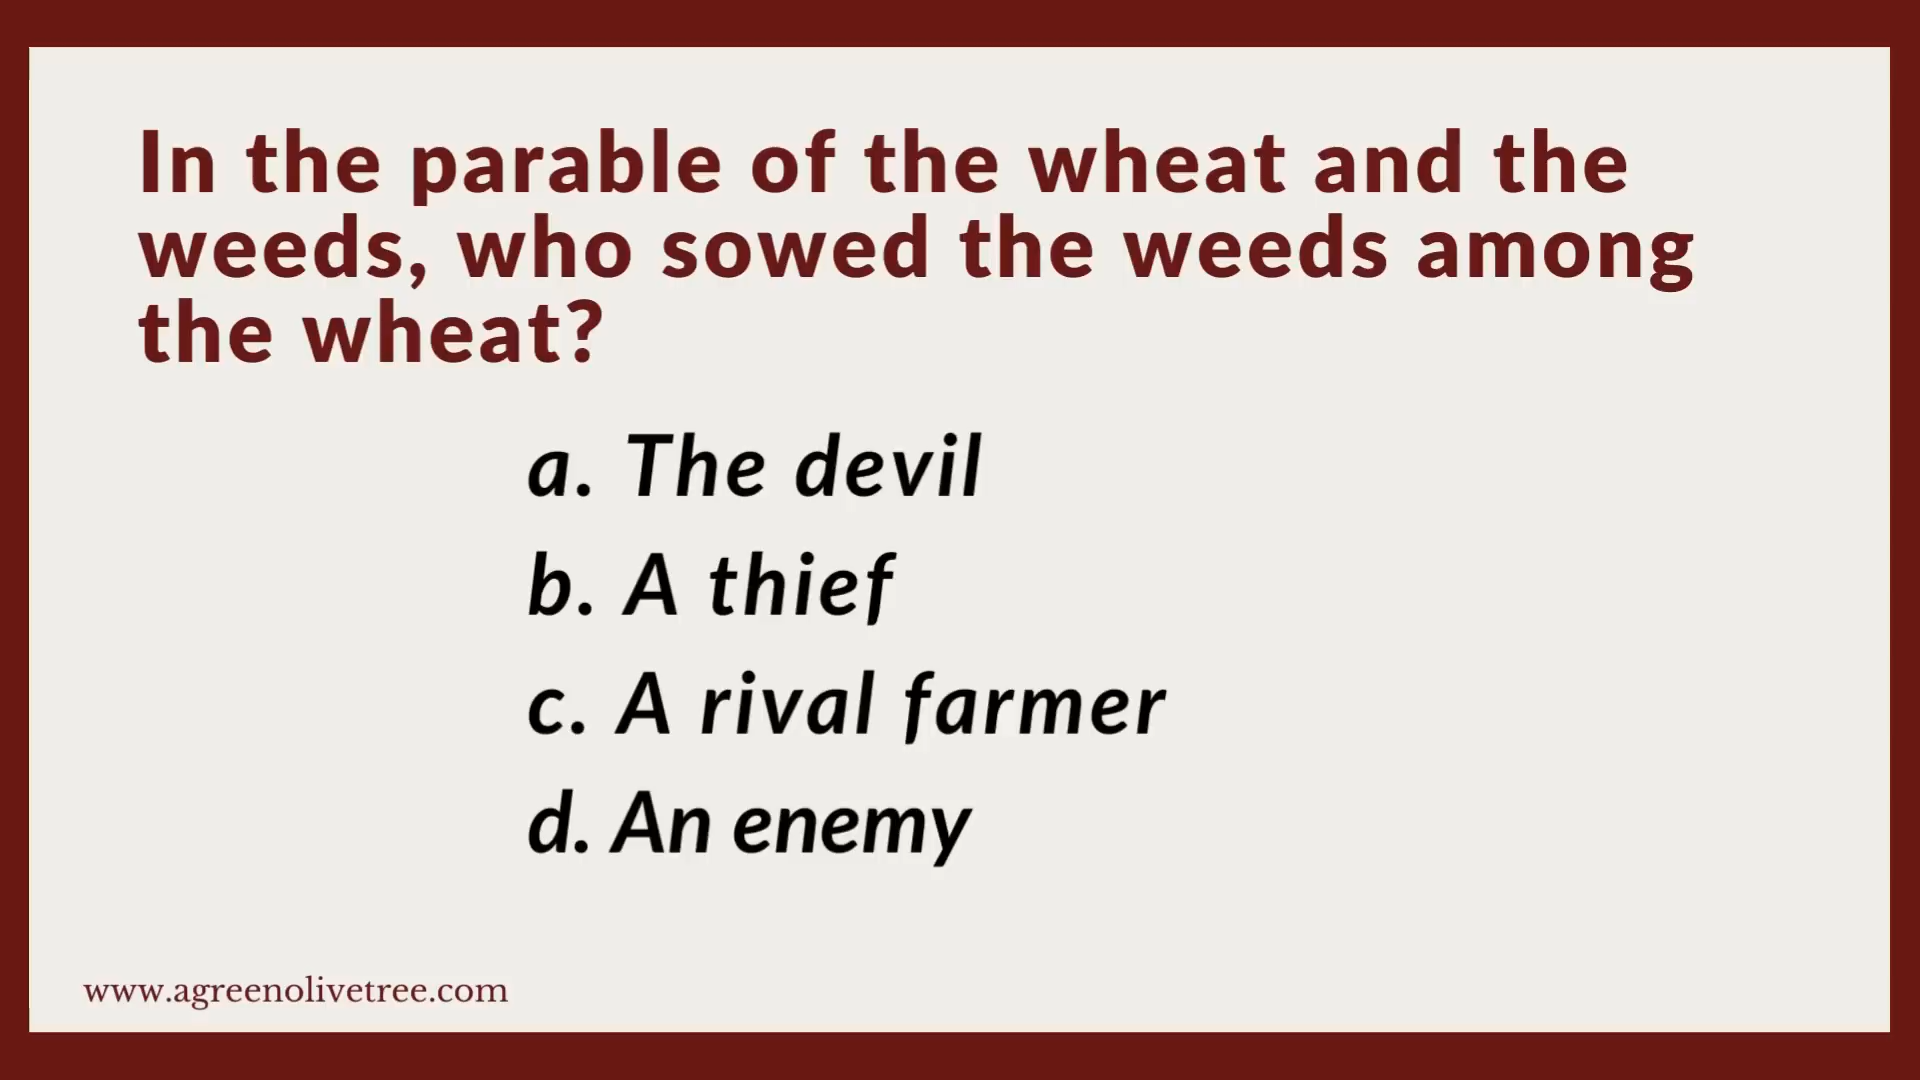 In the parable of the wheat and the
weeds, who sowed the weeds among
the wheat?
a. The devil
b. A thief
c. A rival farmer
d. An enemy
www.agreenolivetree.com